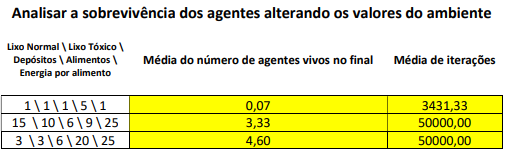 Analisar a sobrevivência dos agentes alterando os valores do ambiente
Lixo Normal \ Lixo Tóxico \
Depósitos \ Alimentos \
Energia por alimento
Média do número de agentes vivos no final
Média de iterações
1 \ 1 \ 1 \ 5 \ 1 0,07 3431,33
15 \ 10 \ 6 \ 9 \ 25 3,33 50000,00
3 \ 3 \ 6 \ 20 \ 25 4,60 50000,00